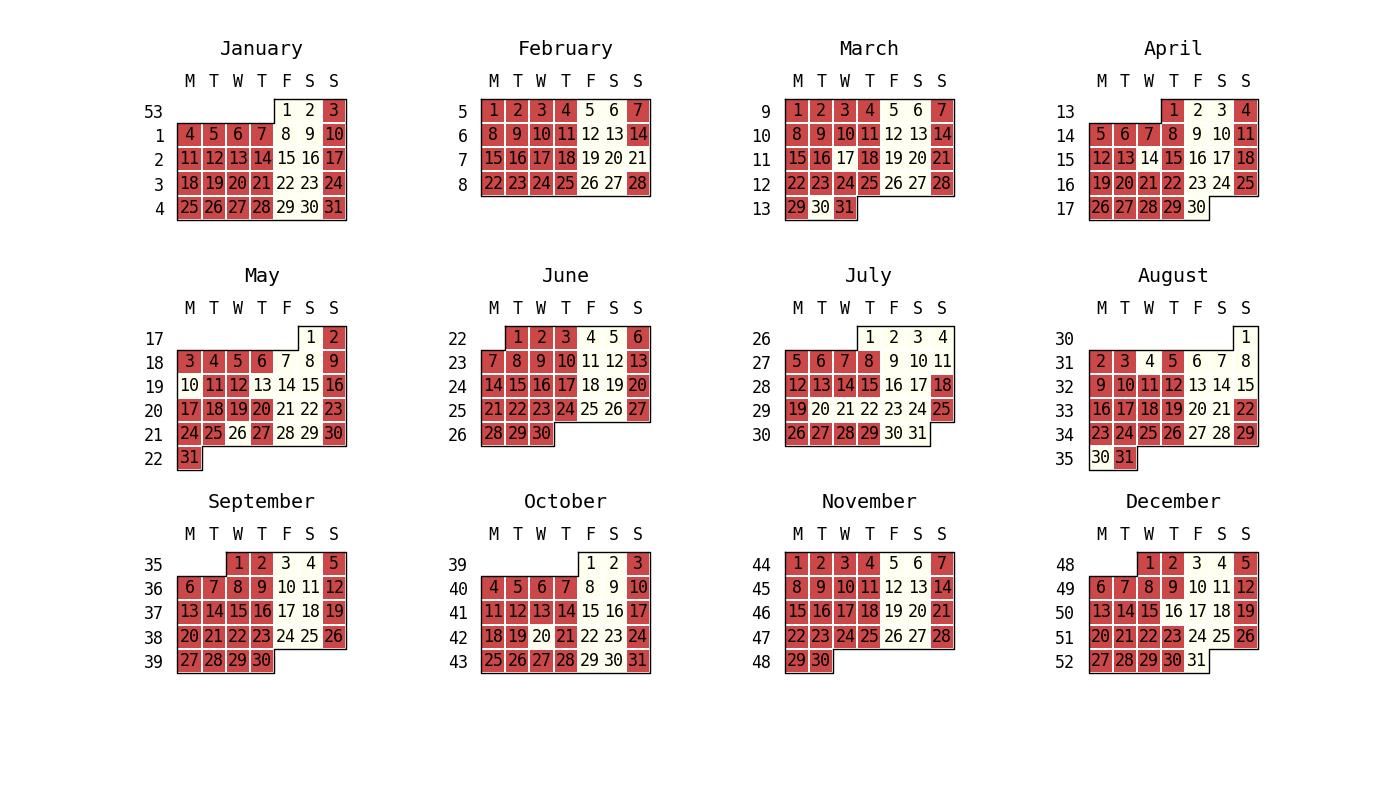 January February March April
M T W T F S S M T W T F S S M T W T F S S M T W T F S S
53 1 2 3 5 1 2 3 4 5 6 7 9 1 2 3 4 5 6 7 13 1 2 3 4
1 4 5 6 7 8 9 10 6 8 9 10 11 12 13 14 10 8 9 10 11 12 13 14 14 5 6 7 8 9 10 11
2 11 12 13 14 15 16 17 7 15 16 17 18 19 20 21 11 15 16 17 18 19 20 21 15 12 13 14 15 16 17 18
3 18 19 20 21 22 23 24 8 22 23 24 25 26 27 28 12 22 23 24 25 26 27 28 16 19 20 21 22 23 24 25
4 25 26 27 28 29 30 31 13 29 30 31 17 26 27 28 29 30
May June July August
M T W T F S S M T W T F S S M T W T F S S M T W T F S S
17 1 2 22 1 2 3 4 5 6 26 1 2 3 4 30 1
18 3 4 5 6 7 8 9 23 7 8 9 10 11 12 13 27 5 6 7 8 9 10 11 31 2 3 4 5 6 7 8
19 10 11 12 13 14 15 16 24 14 15 16 17 18 19 20 28 12 13 14 15 16 17 18 32 9 10 11 12 13 14 15
20 17 18 19 20 21 22 23 25 21 22 23 24 25 26 27 29 19 20 21 22 23 24 25 33 16 17 18 19 20 21 22
21 24 25 26 27 28 29 30 26 28 29 30 30 26 27 28 29 30 31 34 23 24 25 26 27 28 29
22 31 35 30 31
September October November December
M T W T F S S M T W T F S S M T W T F S S M T W T F S S
35 1 2 3 4 5 39 1 2 3 44 1 2 3 4 5 6 7 48 1 2 3 4 5
36 6 7 8 9 10 11 12 40 4 5 6 7 8 9 10 45 8 9 10 11 12 13 14 49 6 7 8 9 10 11 12
37 13 14 15 16 17 18 19 41 11 12 13 14 15 16 17 46 15 16 17 18 19 20 21 50 13 14 15 16 17 18 19
38 20 21 22 23 24 25 26 42 18 19 20 21 22 23 24 47 22 23 24 25 26 27 28 51 20 21 22 23 24 25 26
39 27 28 29 30 43 25 26 27 28 29 30 31 48 29 30 52 27 28 29 30 31